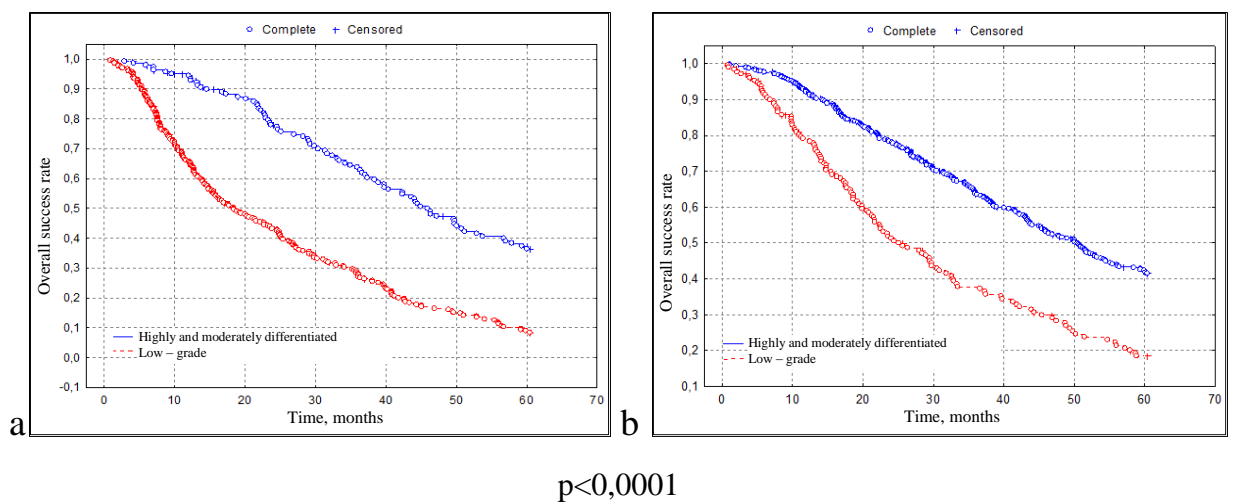 Complete Censored
1,0
0,9
0,8
0,7
0,6
0,5
0,4
0,3
0,2
0,1
0,0
-0,1
Overall success rate
Highly and moderately differentiated
Low – grade
0 10 20 30 40 50 60 70
Time, months
a
Complete Censored
1,0
0,9
0,8
0,7
0,6
0,5
0,4
0,3
0,2
0,1
Overall success rate
Highly and moderately differentiated
Low – grade
0 10 20 30 40 50 60 70
Time, months
b
p<0,0001